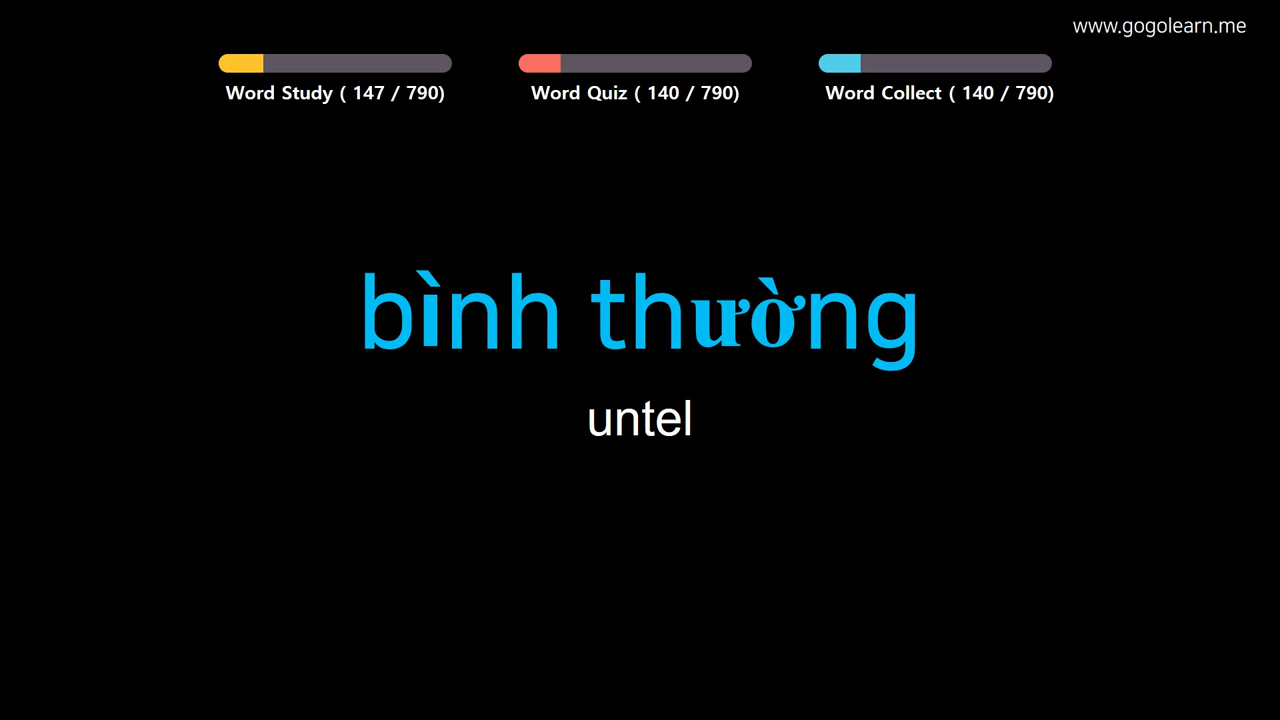 www.gogolearn.me
Word Study ( 147 / 790)
Word Quiz ( 140 / 790)
Word Collect ( 140 / 790)
bình thường
untel